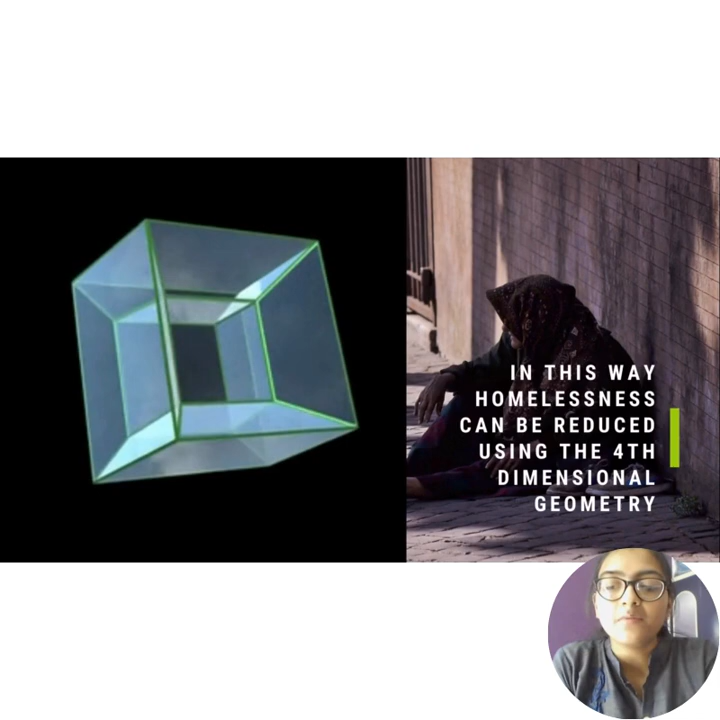 IN THIS WAY
HOMELESSNESS
CAN BE REDUCED
USING THE 4TH
DIMENSIONAL
GEOMETRY